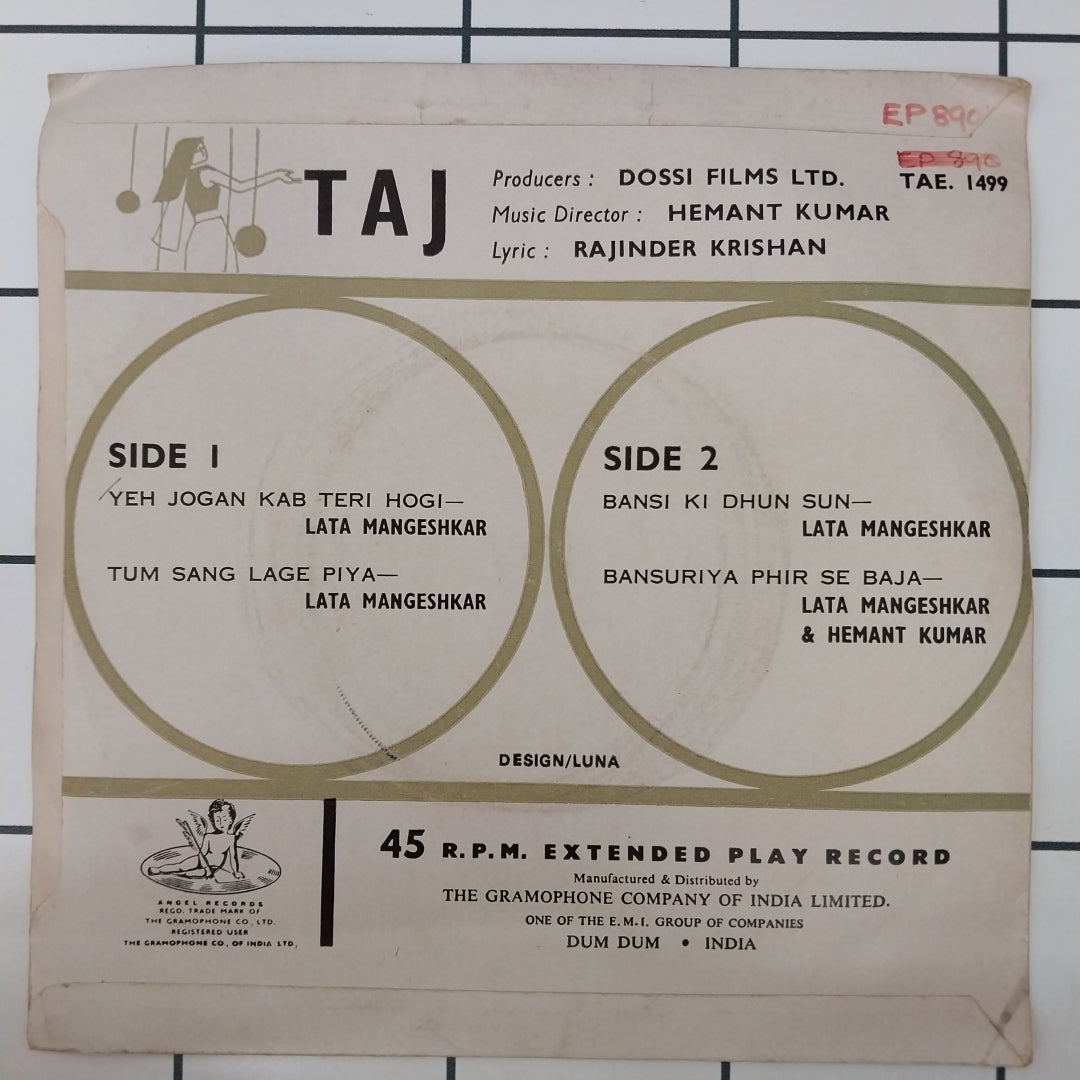 EP 890
EP 890
TAJ
Producers : DOSSI FILMS LTD.
TAE. 1499
Music Director : HEMANT KUMAR
Lyric : RAJINDER KRISHAN
SIDE 1
YEH JOGAN KAB TERI HOGI—
LATA MANGESHKAR
TUM SANG LAGE PIYA—
LATA MANGESHKAR
SIDE 2
BANSI KI DHUN SUN—
LATA MANGESHKAR
BANSURIYA PHIR SE BAJA—
LATA MANGESHKAR
& HEMANT KUMAR
DESIGN/LUNA
ANGEL RECORDS
REGD. TRADE MARK OF
THE GRAMOPHONE CO., LTD.
REGISTERED USER
THE GRAMOPHONE CO., OF INDIA LTD,
45 R.P.M. EXTENDED PLAY RECORD
Manufactured & Distributed by
THE GRAMOPHONE COMPANY OF INDIA LIMITED.
ONE OF THE E.M.I. GROUP OF COMPANIES
DUM DUM • INDIA